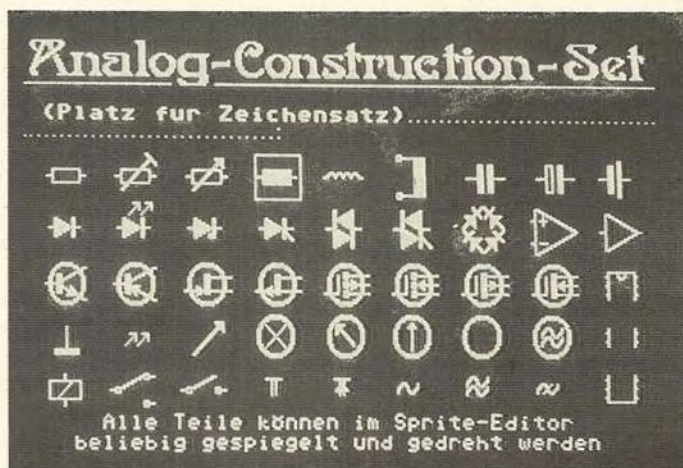 Analog-Construction-Set
(Platz fur Zeichensatz)
Alle Teile können im Sprite-Editor
beliebig gespiegelt und gedreht werden